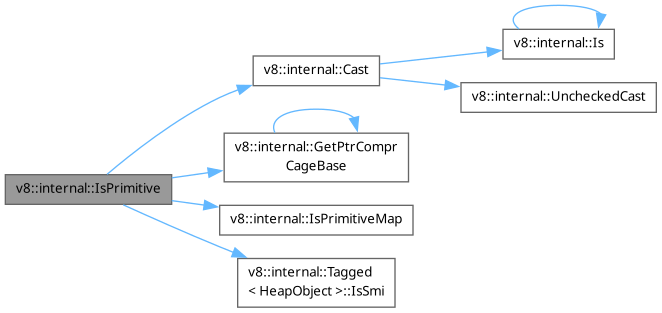 v8::internal::IsPrimitive
v8::internal::Cast
v8::internal::Is
v8::internal::UncheckedCast
v8::internal::GetPtrCompr
CageBase
v8::internal::IsPrimitiveMap
v8::internal::Tagged
< HeapObject >::IsSmi